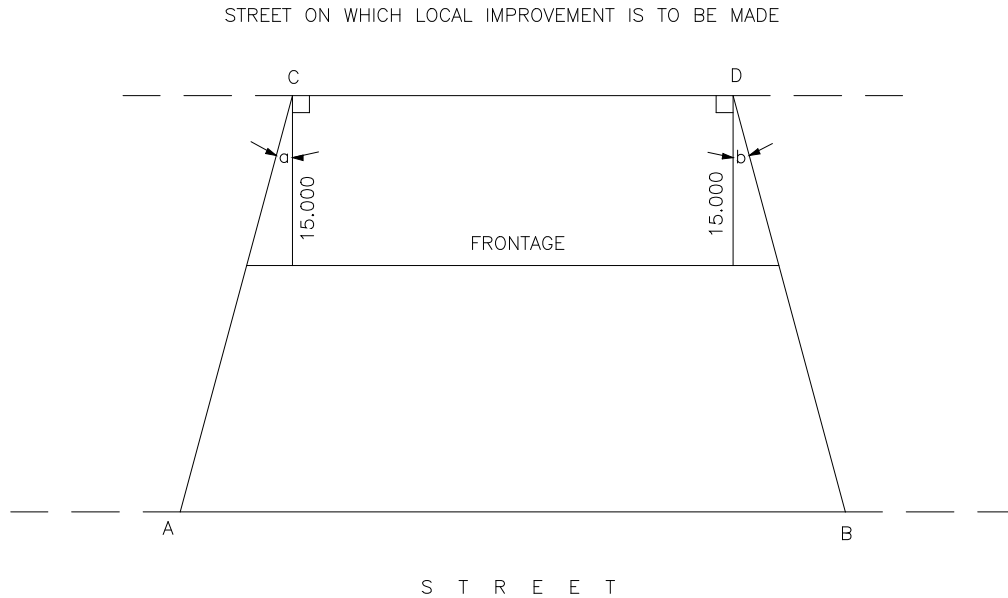 STREET ON WHICH LOCAL IMPROVEMENT IS TO BE MADE
C D
a b
15.000 15.000
FRONTAGE
A B
S T R E E T